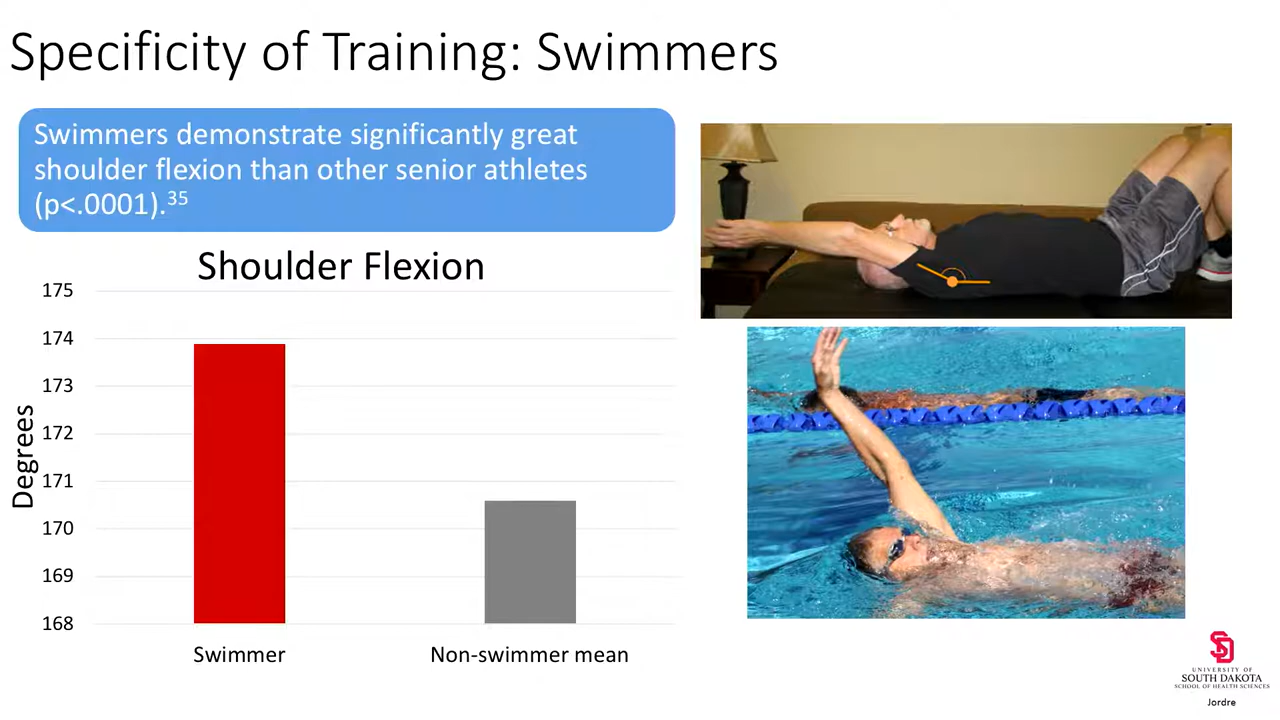 Specificity of Training: Swimmers
Swimmers demonstrate significantly great
shoulder flexion than other senior athletes
(p<.0001).35
Shoulder Flexion
175
174
173
172
171
170
169
168
Degrees
Swimmer
Non-swimmer mean
SD
UNIVERSITY OF
SOUTH DAKOTA
SCHOOL OF HEALTH SCIENCES
Jordre